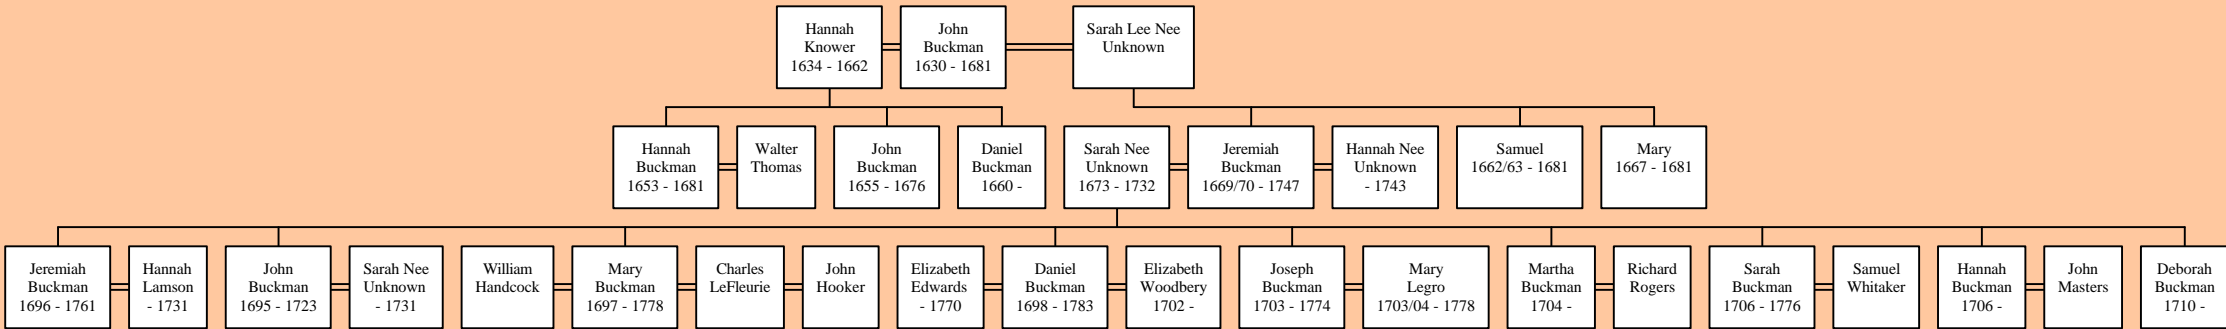 Hannah
Knower
1634 - 1662
John
Buckman
1630 - 1681
Sarah Lee Nee
Unknown
Hannah
Buckman
1653 - 1681
Walter
Thomas
John
Buckman
1655 - 1676
Daniel
Buckman
1660 -
Sarah Nee
Unknown
1673 - 1732
Jeremiah
Buckman
1669/70 - 1747
Hannah Nee
Unknown
- 1743
Samuel
1662/63 - 1681
Mary
1667 - 1681
Jeremiah
Buckman
1696 - 1761
Hannah
Lamson
- 1731
John
Buckman
1695 - 1723
Sarah Nee
Unknown
- 1731
William
Handcock
Mary
Buckman
1697 - 1778
Charles
LeFleurie
John
Hooker
Elizabeth
Edwards
- 1770
Daniel
Buckman
1698 - 1783
Elizabeth
Woodbery
1702 -
Joseph
Buckman
1703 - 1774
Mary
Legro
1703/04 - 1778
Martha
Buckman
1704 -
Richard
Rogers
Sarah
Buckman
1706 - 1776
Samuel
Whitaker
Hannah
Buckman
1706 -
John
Masters
Deborah
Buckman
1710 -